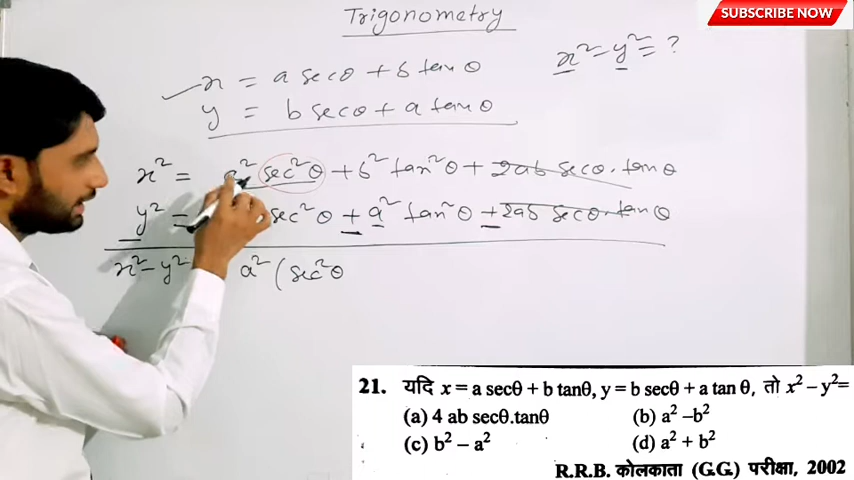 SUBSCRIBE NOW
Trigonometry
x² - y² = ?
x = a secθ + b tanθ
y = b secθ + a tanθ
x² = a² sec²θ + b² tan²θ + 2ab secθ. tanθ
y² = sec²θ + a² tan²θ + 2ab secθ. tanθ
x² - y² a² (sec²θ
21. यदि x = a secθ + b tanθ, y = b secθ + a tan θ, तो x² – y²=
(a) 4 ab secθ.tanθ (b) a² –b²
(c) b² – a² (d) a² + b²
R.R.B. कोलकाता (G.G.) परीक्षा, 2002